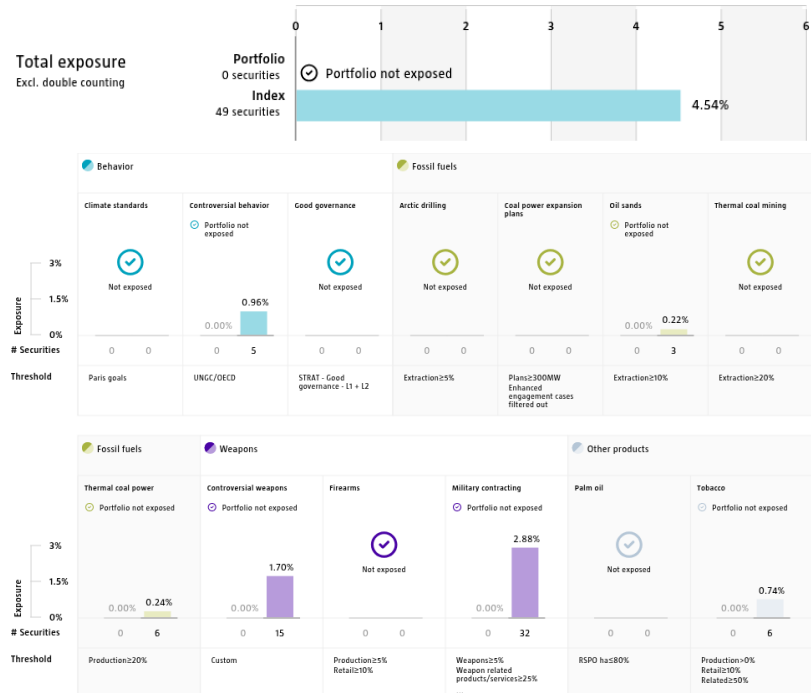 0 1 2 3 4 5 6
Total exposure
Excl. double counting
Portfolio
0 securities
Portfolio not exposed
Index
49 securities
4.54%
Behavior
Fossil fuels
Climate standards
Controversial behavior
Good governance
Arctic drilling
Coal power expansion
plans
Oil sands
Thermal coal mining
Portfolio not
exposed
Portfolio not
exposed
Not exposed
Not exposed
Not exposed
Not exposed
Not exposed
Exposure
3%
1.5%
0%
0.00% 0.96%
0.00% 0.22%
# Securities
0 0
0 5
0 0
0 0
0 0
0 3
0 0
Threshold
Paris goals
UNGC/OECD
STRAT - Good
governance - L1 + L2
Extraction≥5%
Plans≥300MW
Enhanced
engagement cases
filtered out
Extraction≥10%
Extraction≥20%
Fossil fuels
Weapons
Other products
Thermal coal power
Controversial weapons
Firearms
Military contracting
Palm oil
Tobacco
Portfolio not exposed
Portfolio not exposed
Portfolio not exposed
Portfolio not exposed
Not exposed
Not exposed
Exposure
3%
1.5%
0%
0.00% 0.24%
0.00% 1.70%
0.00% 2.88%
0.00% 0.74%
# Securities
0 6
0 15
0 0
0 32
0 0
0 6
Threshold
Production≥20%
Custom
Production≥5%
Retail≥10%
Weapons≥5%
Weapon related
products/services≥25%
RSPO ha≤80%
Production>0%
Retail≥10%
Related≥50%